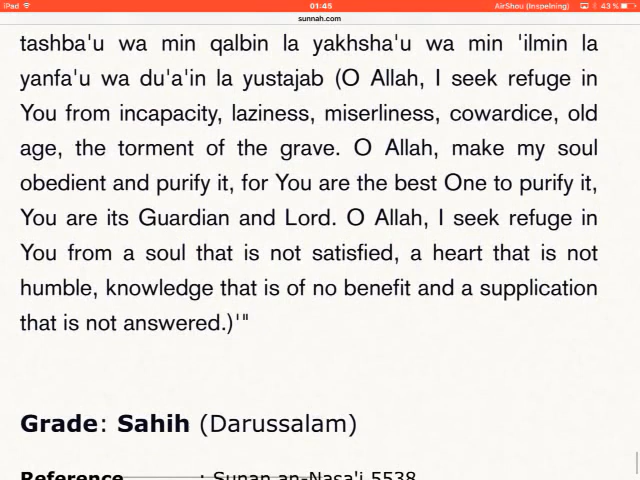 iPad 01:45 AirShou (Inspelning) 43 %
sunnah.com
tashba'u wa min qalbin la yakhsha'u wa min 'ilmin la
yanfa'u wa du'a'in la yustajab (O Allah, I seek refuge in
You from incapacity, laziness, miserliness, cowardice, old
age, the torment of the grave. O Allah, make my soul
obedient and purify it, for You are the best One to purify it,
You are its Guardian and Lord. O Allah, I seek refuge in
You from a soul that is not satisfied, a heart that is not
humble, knowledge that is of no benefit and a supplication
that is not answered.)'"
Grade: Sahih (Darussalam)
Reference : Sunan an-Nasa'i 5538